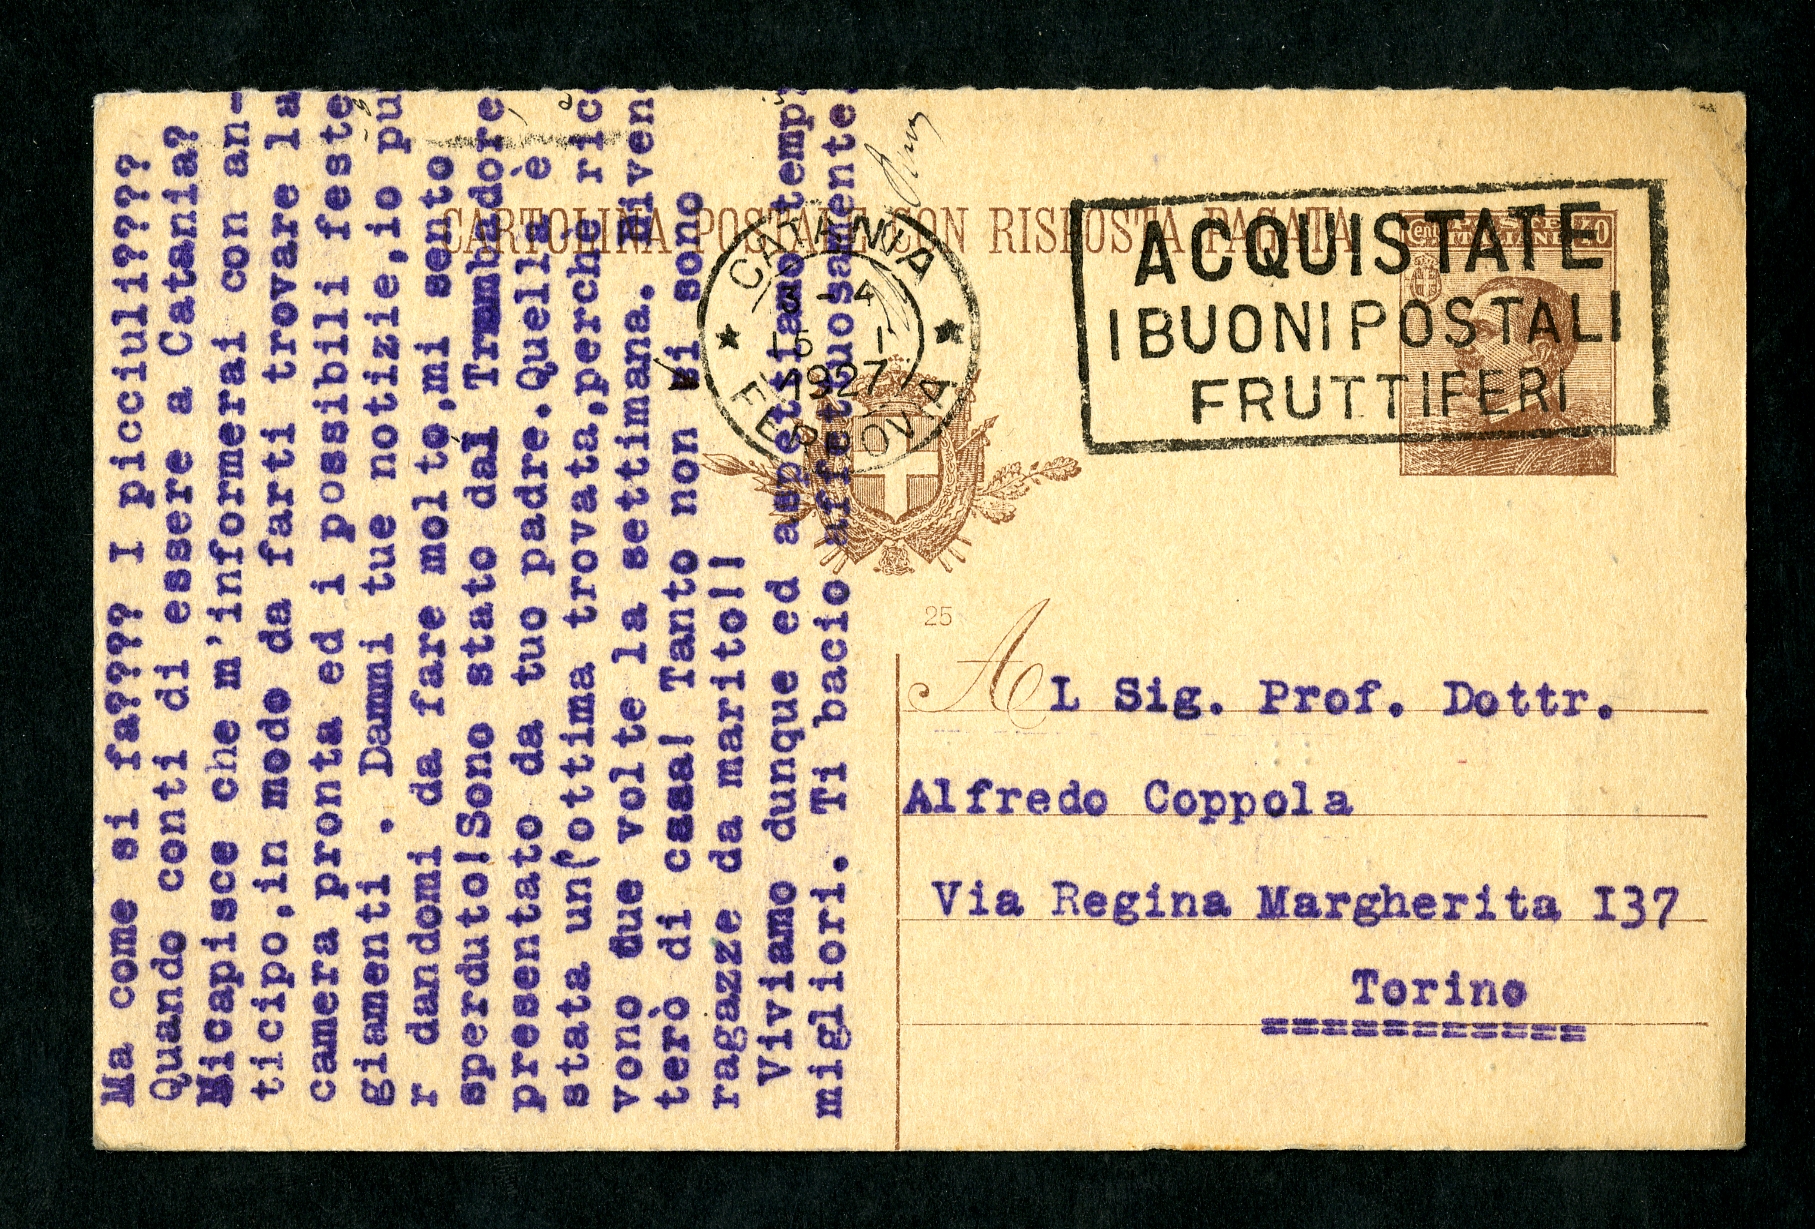 Ma come si fa???? I picciuli????
Quando conti di essere a Catania?
Micapisce che m'informerai con an-
ticipo,in modo da farti trovare la
camera pronta ed i possibili feste
giamenti . Dammi tue notizie,io pu
r dandomi da fare molto,mi sento
sperduto!Sono stato dal
presentato da tuo padre.Quella è
stata un(ottima trovata,perchè ric
vono due volte la settimana. Diven
terò di casa! Tanto non vi sono
ragazze da marito!!
Viviamo dunque ed aspettiamo temp
migliori. Ti bacio affettuosamente.
CARTOLINA POSTALE CON RISPOSTA PAGATA
CATANIA
1927
FERROVIA
ACQUISTATE
I BUONI POSTALI
FRUTTIFERI
25
AL Sig. Prof. Dottr.
Alfredo Coppola
Via Regina Margherita I37
Torino
===========